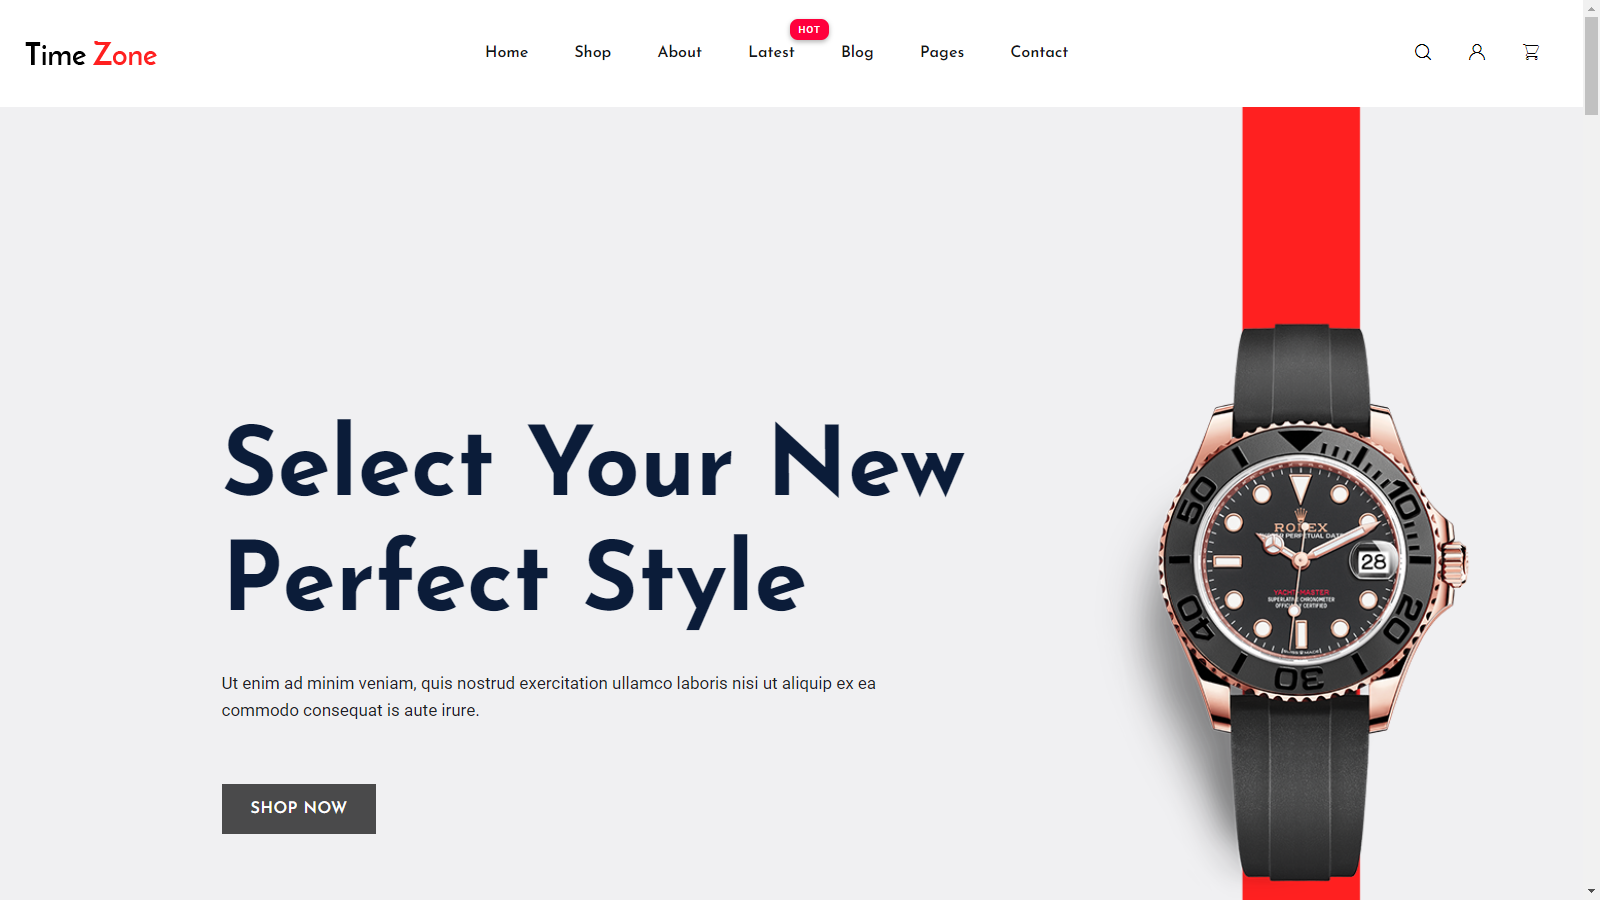 Time Zone
Home Shop About Latest HOT Blog Pages Contact
Select Your New
Perfect Style
Ut enim ad minim veniam, quis nostrud exercitation ullamco laboris nisi ut aliquip ex ea
commodo consequat is aute irure.
SHOP NOW
10
50
ROLEX
PERPETUAL DATE
28
YACHT-MASTER
SUPERLATIVE CHRONOMETER
OFFICIALLY CERTIFIED
40
20
SWISS MADE
30